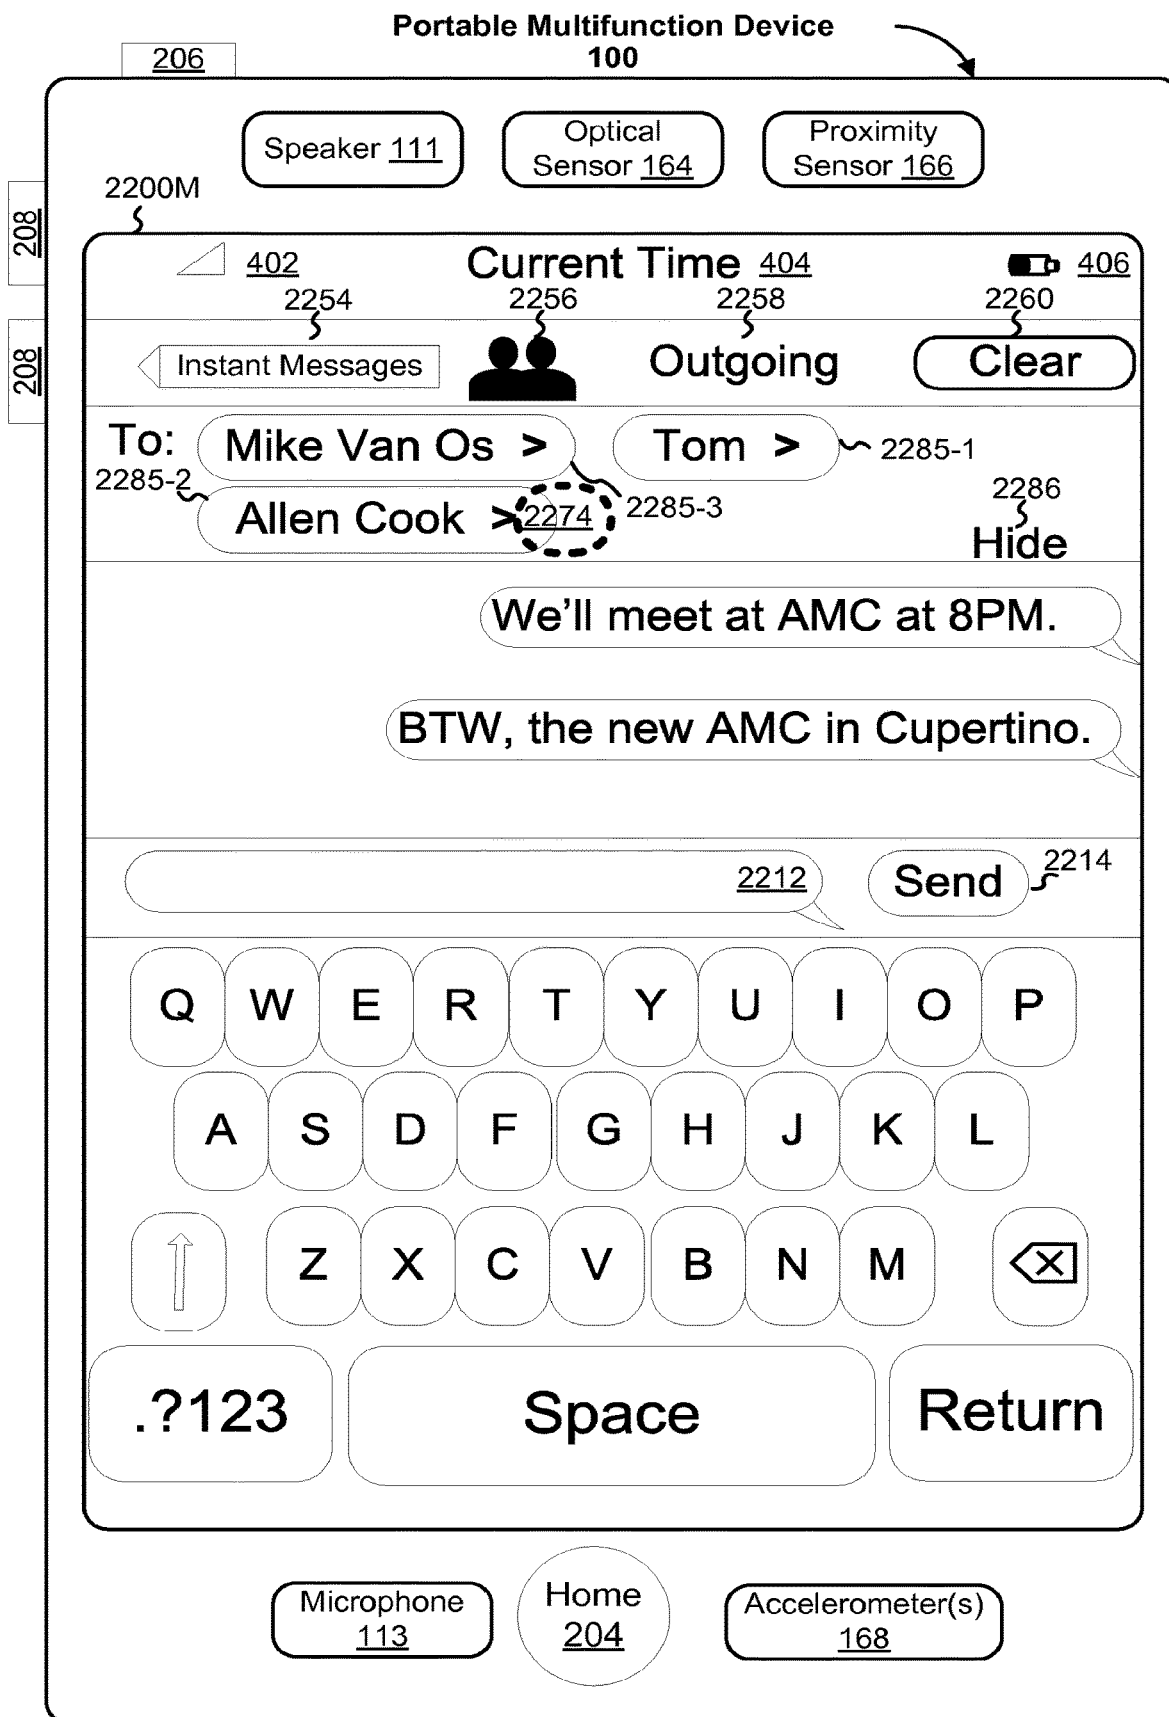 Portable Multifunction Device
100
206
Speaker 111
Optical
Sensor 164
Proximity
Sensor 166
2200M
208
402
Current Time 404
406
2254
2256
2258
2260
208
Instant Messages
Outgoing
Clear
To:
Mike Van Os >
Tom >
2285-1
2285-2
Allen Cook >
2274
2285-3
2286
Hide
We'll meet at AMC at 8PM.
BTW, the new AMC in Cupertino.
2212
Send
2214
Q W E R T Y U I O P
A S D F G H J K L
Z X C V B N M
.?123
Space
Return
Microphone
113
Home
204
Accelerometer(s)
168